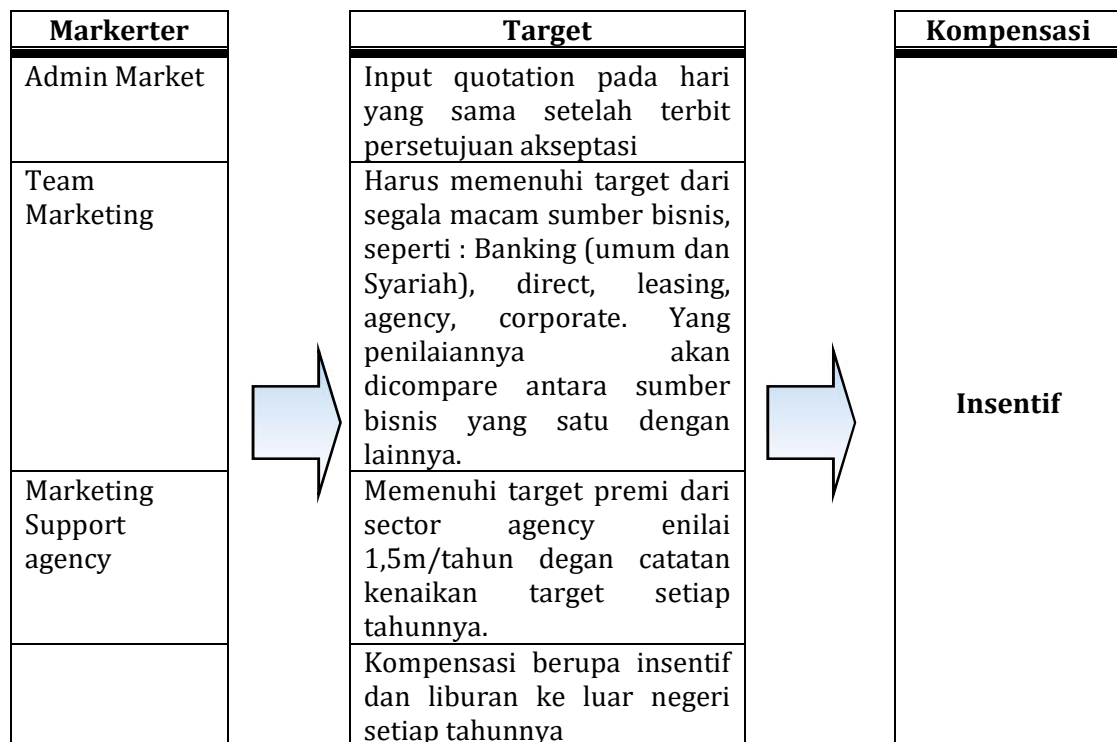 Markerter
Admin Market
Team
Marketing
Marketing
Support
agency
Target
Input quotation pada hari
yang sama setelah terbit
persetujuan akseptasi
Harus memenuhi target dari
segala macam sumber bisnis,
seperti : Banking (umum dan
Syariah), direct, leasing,
agency, corporate. Yang
penilaiannya akan
dicompare antara sumber
bisnis yang satu dengan
lainnya.
Memenuhi target premi dari
sector agency enilai
1,5m/tahun degan catatan
kenaikan target setiap
tahunnya.
Kompensasi berupa insentif
dan liburan ke luar negeri
setiap tahunnya
Kompensasi
Insentif